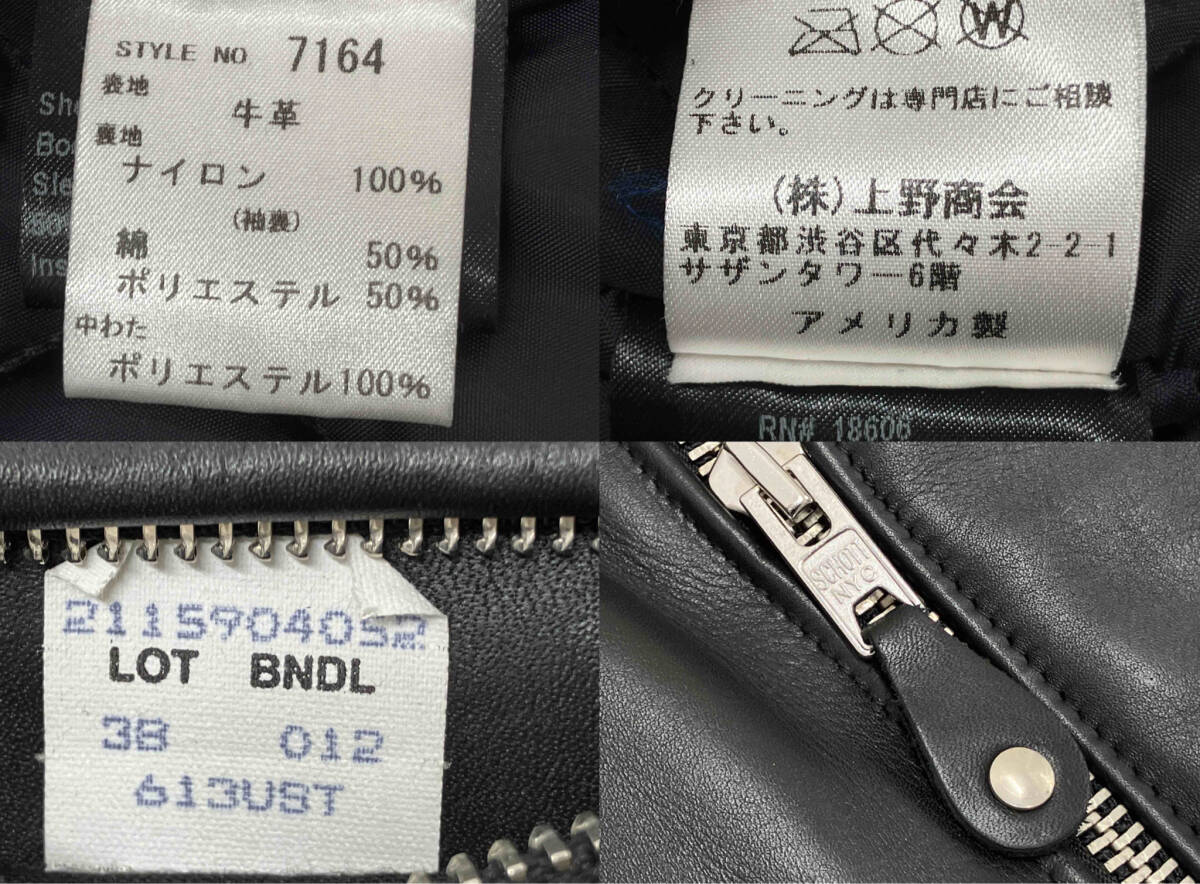 STYLE NO 7164
表地
牛革
裏地
ナイロン 100%
(袖裏)
綿 50%
ポリエステル 50%
中わた
ポリエステル100%
W
クリーニングは専門店にご相談
下さい。
(株)上野商会
東京都渋谷区代々木2-2-1
サザンタワー6階
アメリカ製
RN# 18606
2115904052
LOT BNDL
38 012
613UST
SCHOTT
NYC